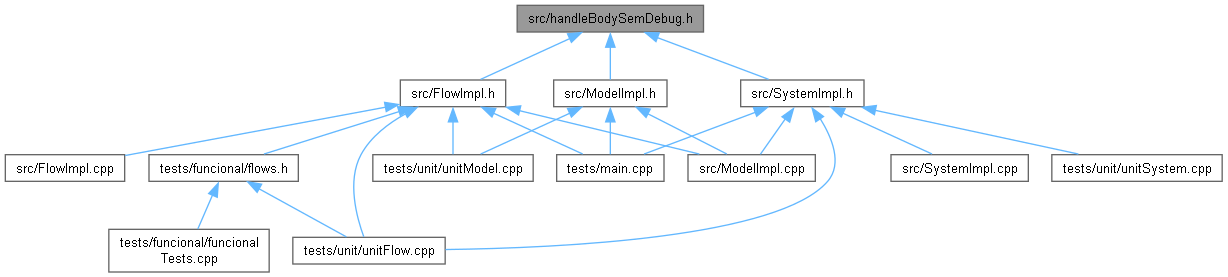 src/handleBodySemDebug.h
src/FlowImpl.h
src/ModelImpl.h
src/SystemImpl.h
src/FlowImpl.cpp
tests/funcional/flows.h
tests/unit/unitModel.cpp
tests/main.cpp
src/ModelImpl.cpp
src/SystemImpl.cpp
tests/unit/unitSystem.cpp
tests/funcional/funcional
Tests.cpp
tests/unit/unitFlow.cpp